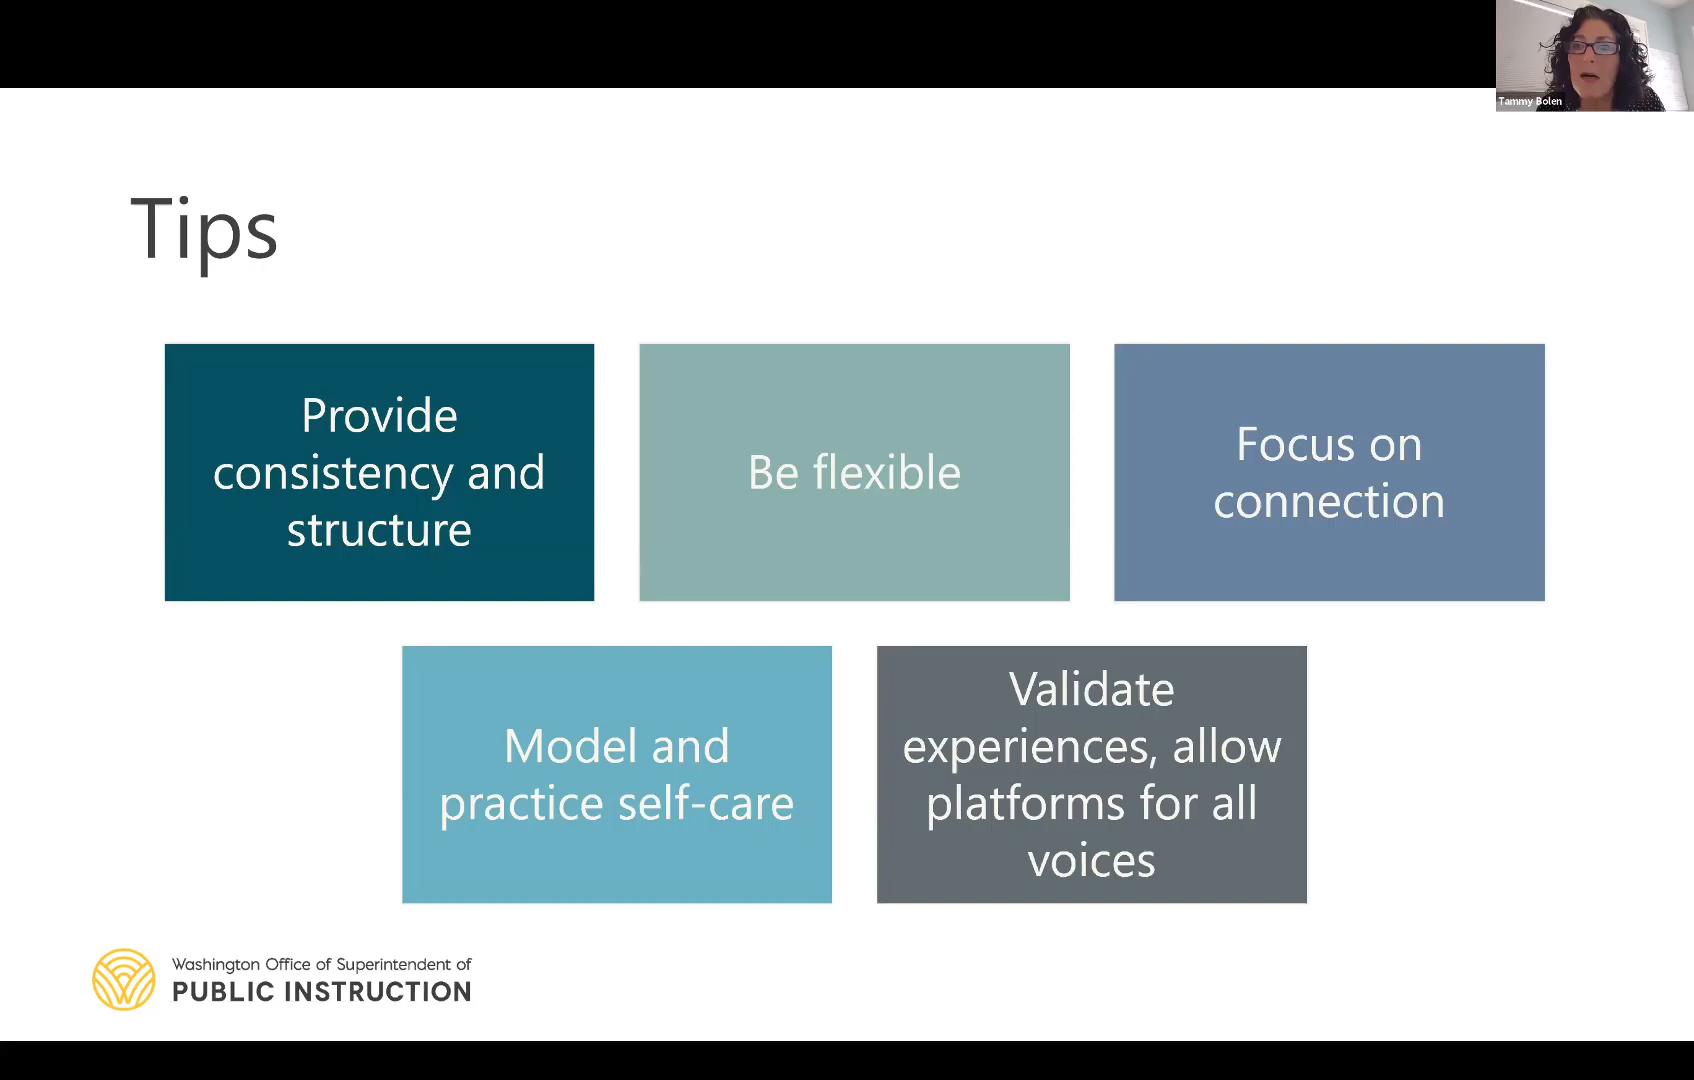 Tammy Bolen
Tips
Provide
consistency and
structure
Be flexible
Focus on
connection
Model and
practice self-care
Validate
experiences, allow
platforms for all
voices
Washington Office of Superintendent of
PUBLIC INSTRUCTION